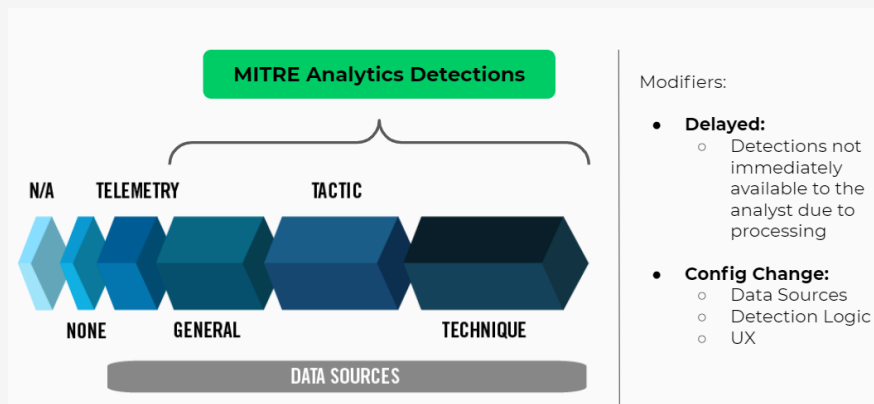 MITRE Analytics Detections
N/A
TELEMETRY
TACTIC
NONE
GENERAL
TECHNIQUE
DATA SOURCES
Modifiers:
● Delayed:
○ Detections not
immediately
available to the
analyst due to
processing
● Config Change:
○ Data Sources
○ Detection Logic
○ UX